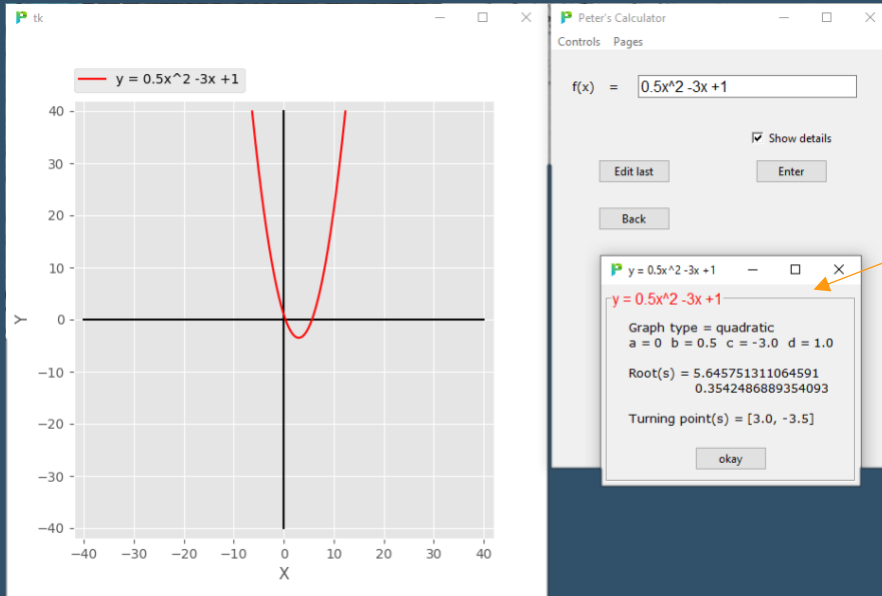 tk
y = 0.5x^2 -3x +1
40
30
20
10
0
−10
−20
−30
−40
Y
−40 −30 −20 −10 0 10 20 30 40
X
Peter's Calculator
Controls Pages
f(x) = 0.5x^2 -3x +1
Show details
Edit last Enter
Back
y = 0.5x^2 -3x +1
y = 0.5x^2 -3x +1
Graph type = quadratic
a = 0 b = 0.5 c = -3.0 d = 1.0
Root(s) = 5.645751311064591
0.3542486889354093
Turning point(s) = [3.0, -3.5]
okay